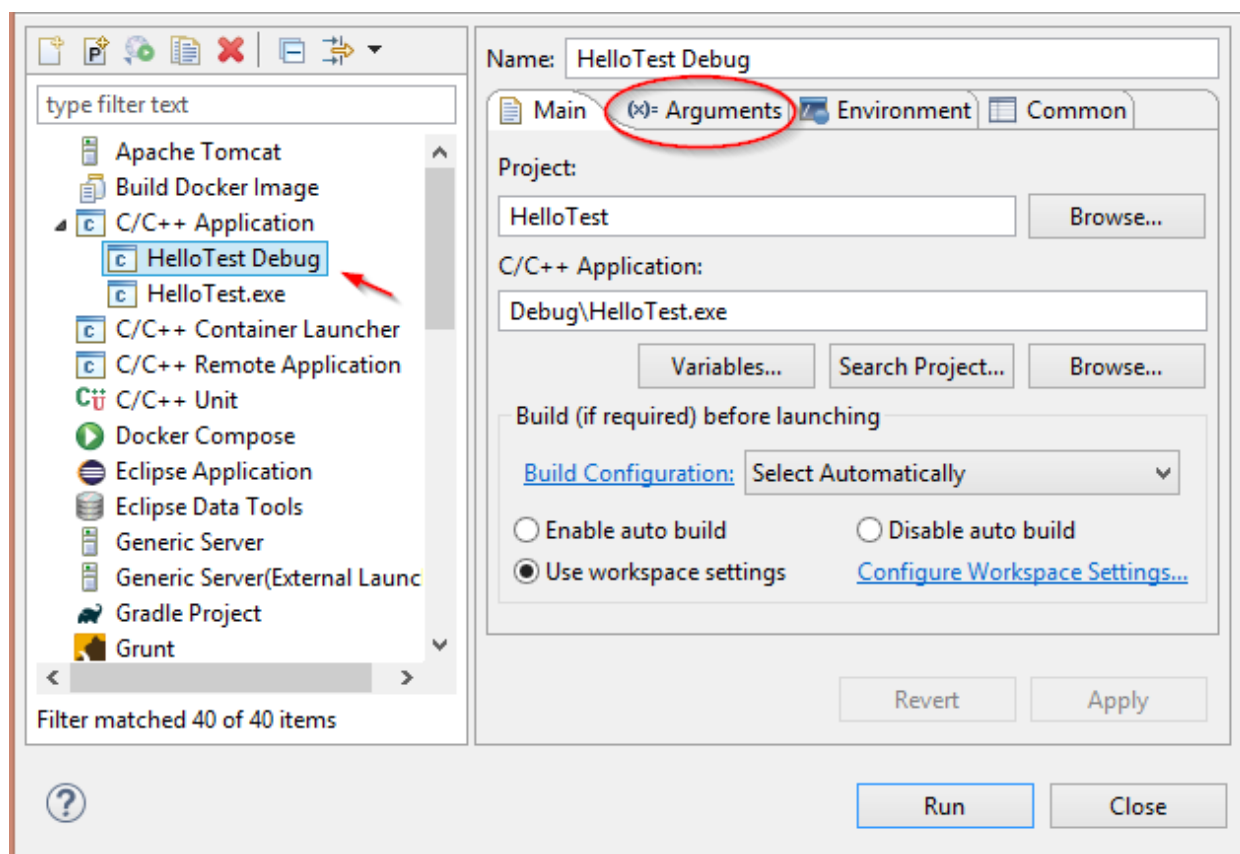 type filter text
Apache Tomcat
Build Docker Image
C/C++ Application
HelloTest Debug
HelloTest.exe
C/C++ Container Launcher
C/C++ Remote Application
C/C++ Unit
Docker Compose
Eclipse Application
Eclipse Data Tools
Generic Server
Generic Server(External Launc
Gradle Project
Grunt
Filter matched 40 of 40 items
Name: HelloTest Debug
Main (x)= Arguments Environment Common
Project:
HelloTest Browse...
C/C++ Application:
Debug\HelloTest.exe
Variables... Search Project... Browse...
Build (if required) before launching
Build Configuration: Select Automatically
Enable auto build Disable auto build
Use workspace settings Configure Workspace Settings...
Revert Apply
Run Close